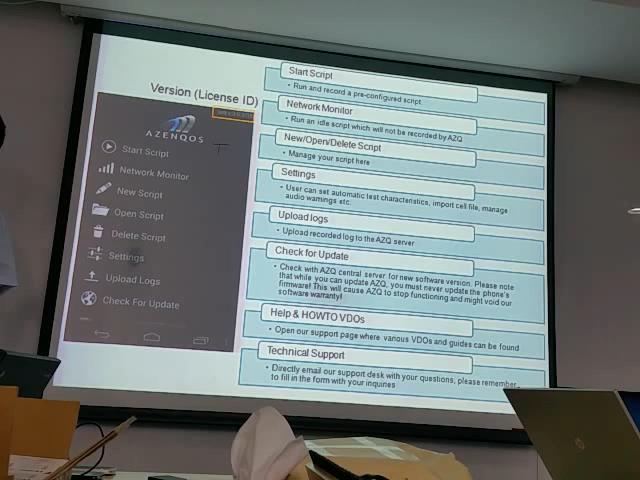 Version (License ID)
AZENQOS
Start Script
Network Monitor
New Script
Open Script
Delete Script
Settings
Upload Logs
Check For Update
Start Script
• Run and record a pre-configured script
Network Monitor
• Run an idle script which will not be recorded by AZQ
New/Open/Delete Script
• Manage your script here
Settings
• User can set automatic test characteristics, import cell file, manage
audio warnings etc.
Upload logs
• Upload recorded log to the AZQ server
Check for Update
• Check with AZQ central server for new software version. Please note
that while you can update AZQ, you must never update the phone's
firmware! This will cause AZQ to stop functioning and might void our
software warranty!
Help & HOWTO VDOs
• Open our support page where various VDOs and guides can be found
Technical Support
• Directly email our support desk with your questions, please remember
to fill in the form with your inquiries
hp